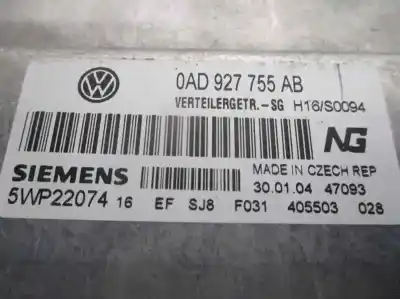 0AD 927 755 AB
VERTEILERGETR.-SG H16/S0094
NG
SIEMENS MADE IN CZECH REP
30.01.04 47093
5WP22074 16 EF SJ8 F031 405503 028